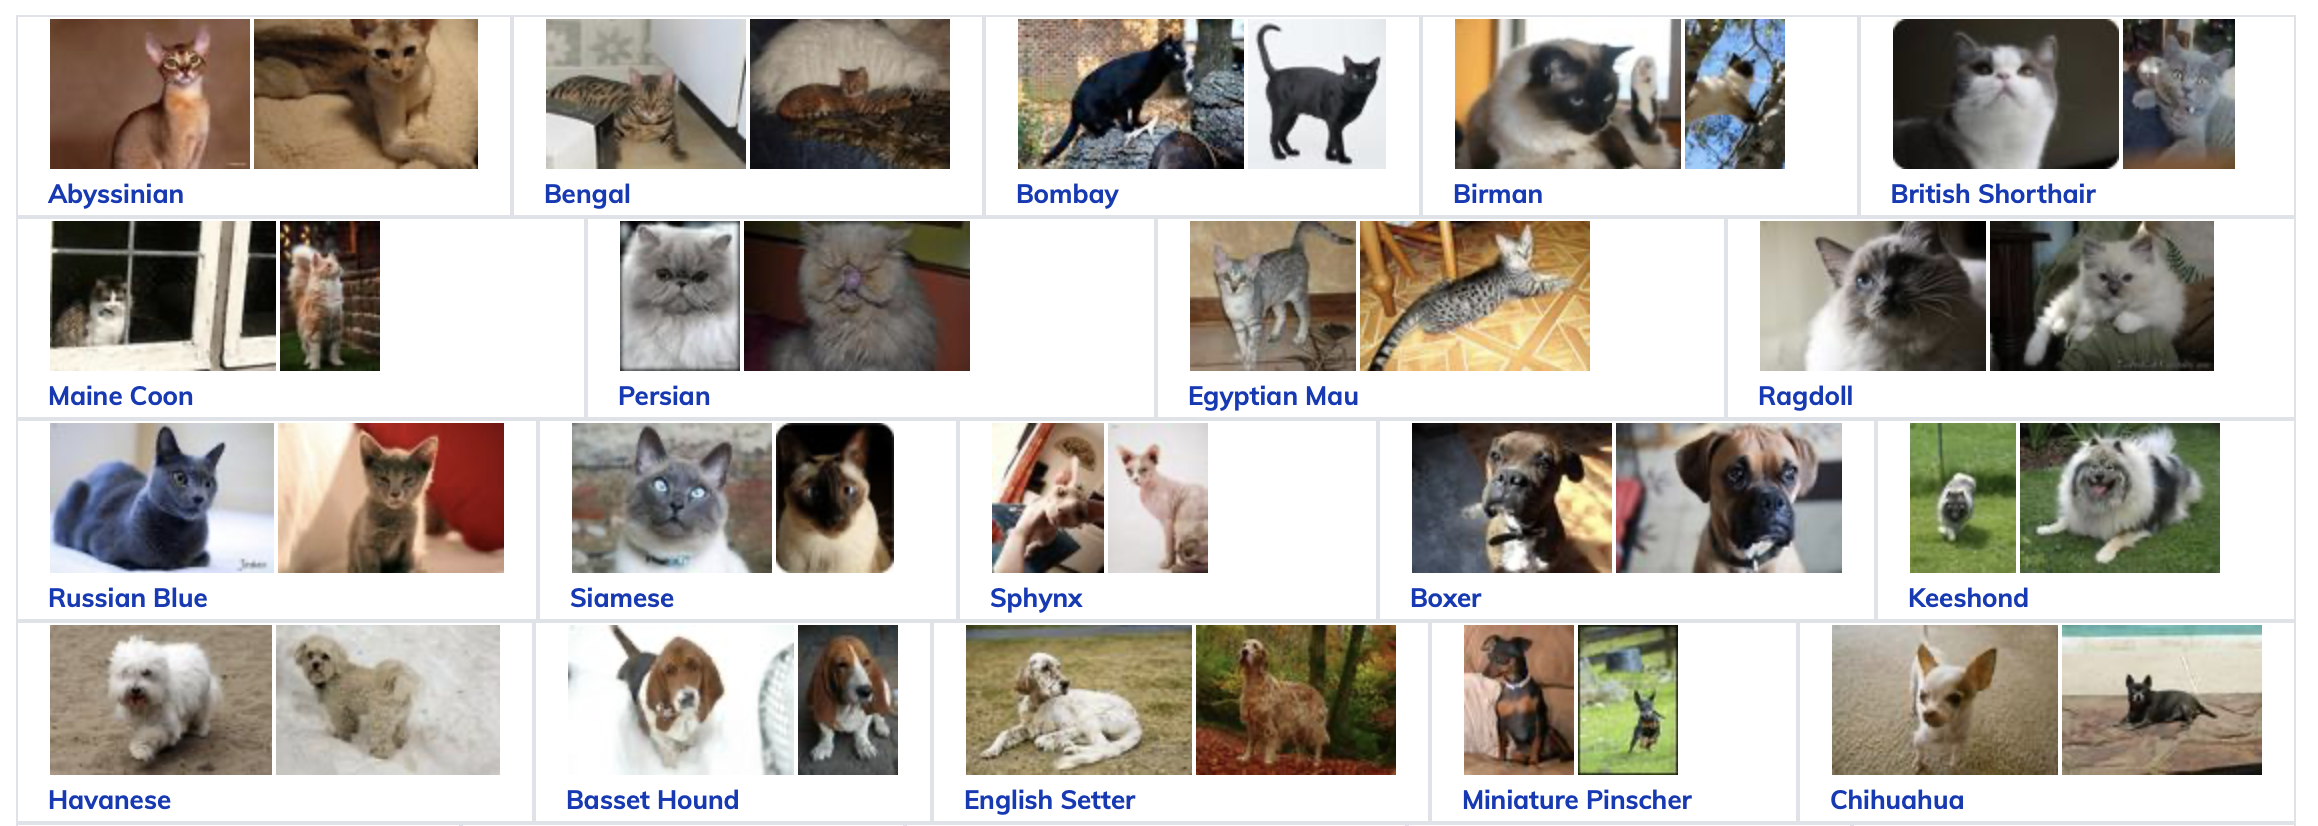 Abyssinian
Bengal
Bombay
Birman
British Shorthair
Maine Coon
Persian
Egyptian Mau
Ragdoll
Russian Blue
Siamese
Sphynx
Boxer
Keeshond
Havanese
Basset Hound
English Setter
Miniature Pinscher
Chihuahua